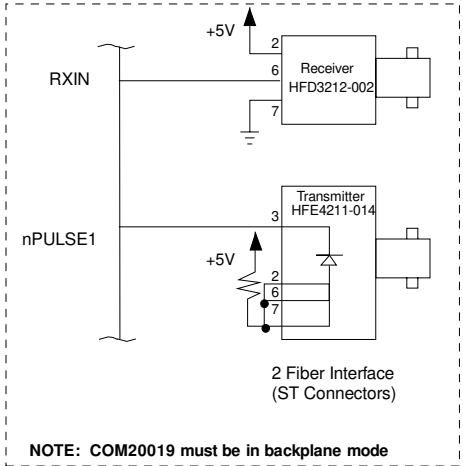 +5V
2
RXIN
6
Receiver
HFD3212-002
7
Transmitter
HFE4211-014
3
nPULSE1
+5V
2
6
7
2 Fiber Interface
(ST Connectors)
NOTE: COM20019 must be in backplane mode